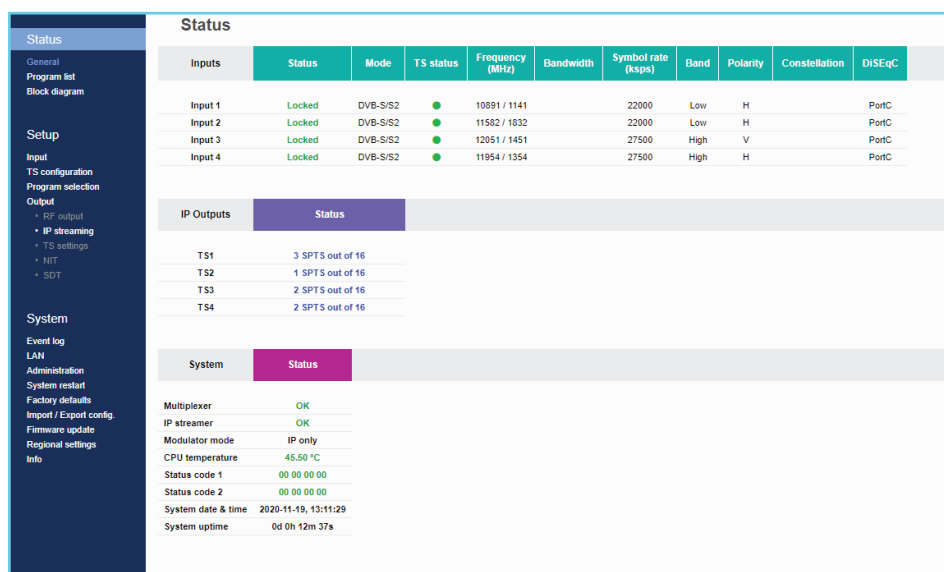 Status
General
Program list
Block diagram
Setup
Input
TS configuration
Program selection
Output
• RF output
• IP streaming
• TS settings
• NIT
• SDT
System
Event log
LAN
Administration
System restart
Factory defaults
Import / Export config.
Firmware update
Regional settings
Info
Status
Inputs Status Mode TS status Frequency (MHz) Bandwidth Symbol rate (ksps) Band Polarity Constellation DiSEqC
Input 1 Locked DVB-S/S2 10891 / 1141 22000 Low H PortC
Input 2 Locked DVB-S/S2 11582 / 1832 22000 Low H PortC
Input 3 Locked DVB-S/S2 12051 / 1451 27500 High V PortC
Input 4 Locked DVB-S/S2 11954 / 1354 27500 High H PortC
IP Outputs Status
TS1 3 SPTS out of 16
TS2 1 SPTS out of 16
TS3 2 SPTS out of 16
TS4 2 SPTS out of 16
System Status
Multiplexer OK
IP streamer OK
Modulator mode IP only
CPU temperature 45.50 °C
Status code 1 00 00 00 00
Status code 2 00 00 00 00
System date & time 2020-11-19, 13:11:29
System uptime 0d 0h 12m 37s